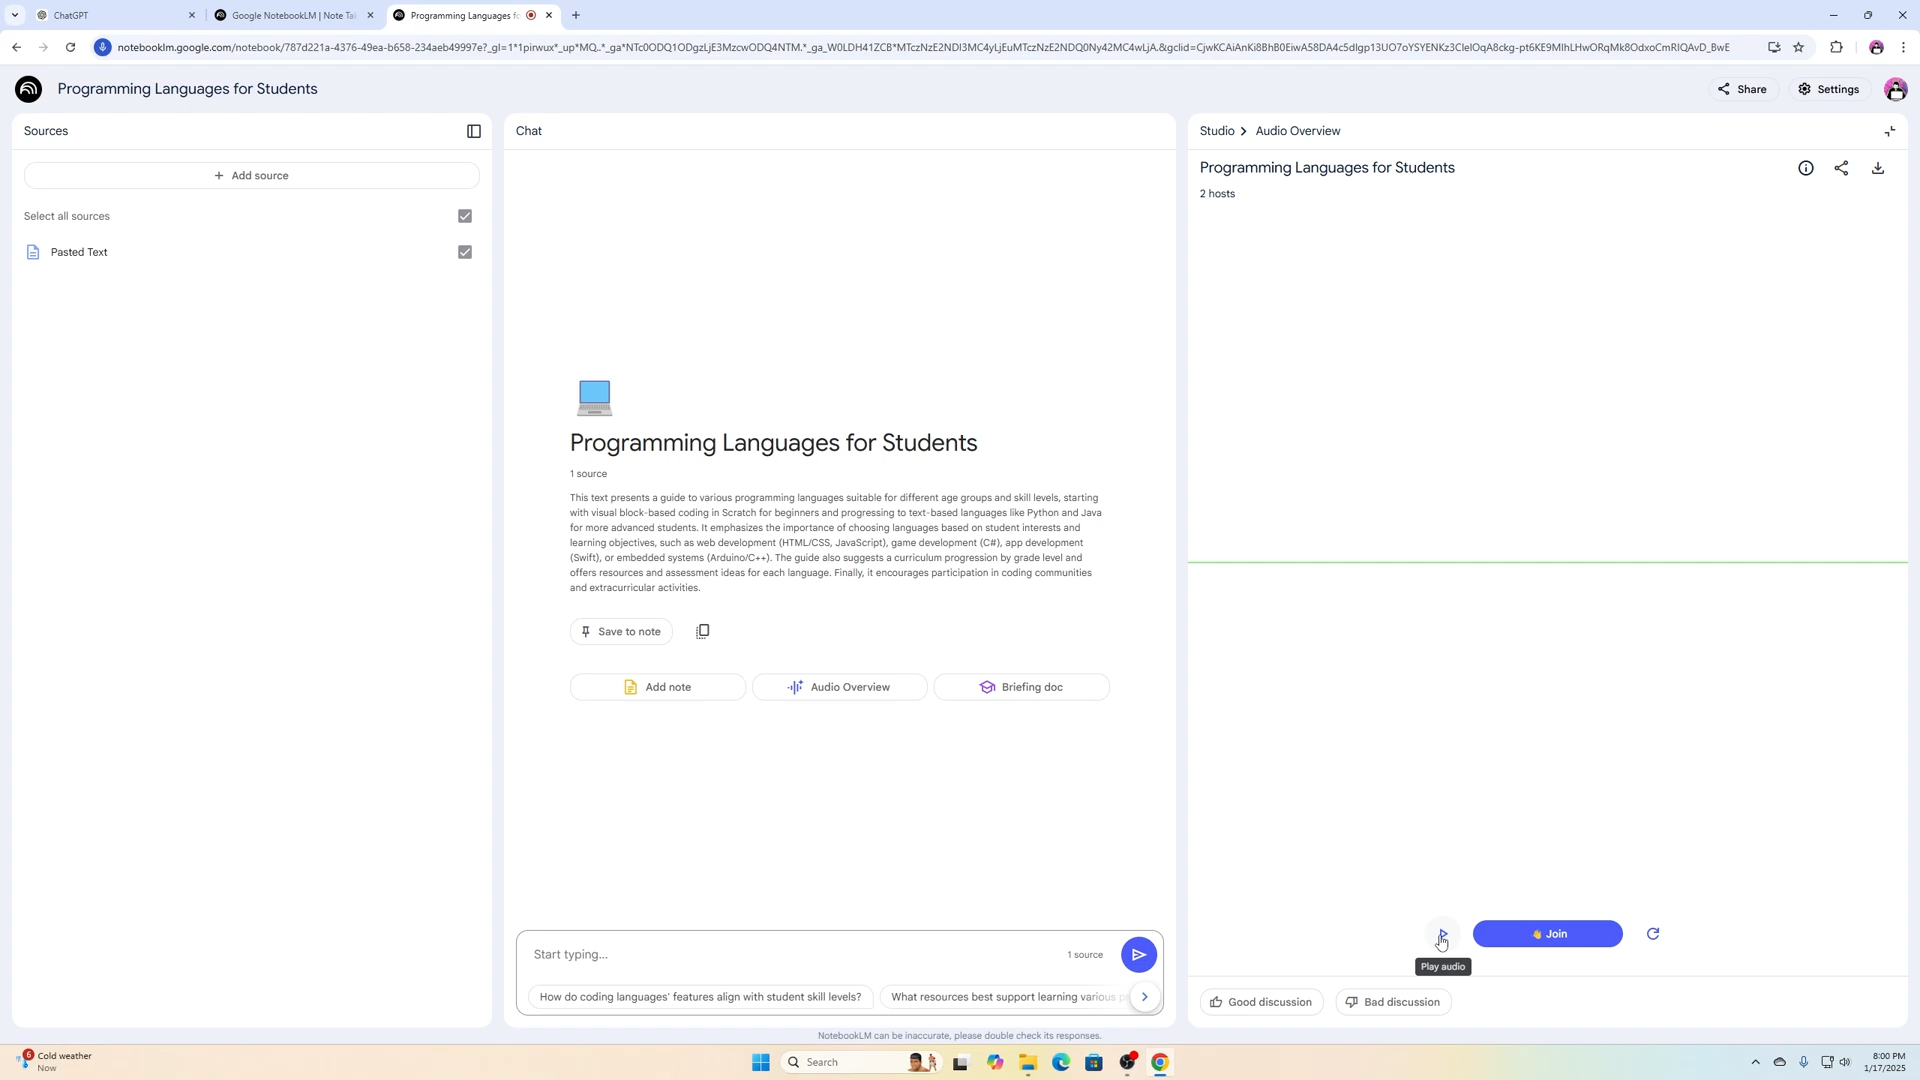 ChatGPT
Google NotebookLM | Note Tak
Programming Languages fo
notebooklm.google.com/notebook/787d221a-4376-49ea-b658-234aeb49997e?_gl=1*1pirwux*_up*MQ..*_ga*NTc0ODQ1ODgzLjE3MzcwODQ4NTM.*_ga_W0LDH41ZCB*MTczNzE2NDI3MC4yLjEuMTczNzE2NDQ0Ny42MC4wLjA.&gclid=CjwKCAiAnKi8BhB0EiwA58DA4c5dIgp13UO7oYSYENKz3CleIOqA8ckg-pt6KE9MIhLHwORqMk8OdxoCmRIQAvD_BwE
Programming Languages for Students
Share
Settings
Sources
Chat
Studio
Audio Overview
Add source
Programming Languages for Students
2 hosts
Select all sources
Pasted Text
Programming Languages for Students
1 source
This text presents a guide to various programming languages suitable for different age groups and skill levels, starting
with visual block-based coding in Scratch for beginners and progressing to text-based languages like Python and Java
for more advanced students. It emphasizes the importance of choosing languages based on student interests and
learning objectives, such as web development (HTML/CSS, JavaScript), game development (C#), app development
(Swift), or embedded systems (Arduino/C++). The guide also suggests a curriculum progression by grade level and
offers resources and assessment ideas for each language. Finally, it encourages participation in coding communities
and extracurricular activities.
Save to note
Add note
Audio Overview
Briefing doc
Start typing...
1 source
How do coding languages' features align with student skill levels?
What resources best support learning various
Join
Play audio
Good discussion
Bad discussion
NotebookLM can be inaccurate, please double check its responses.
6
Cold weather
Now
Search
8:00 PM
1/17/2025